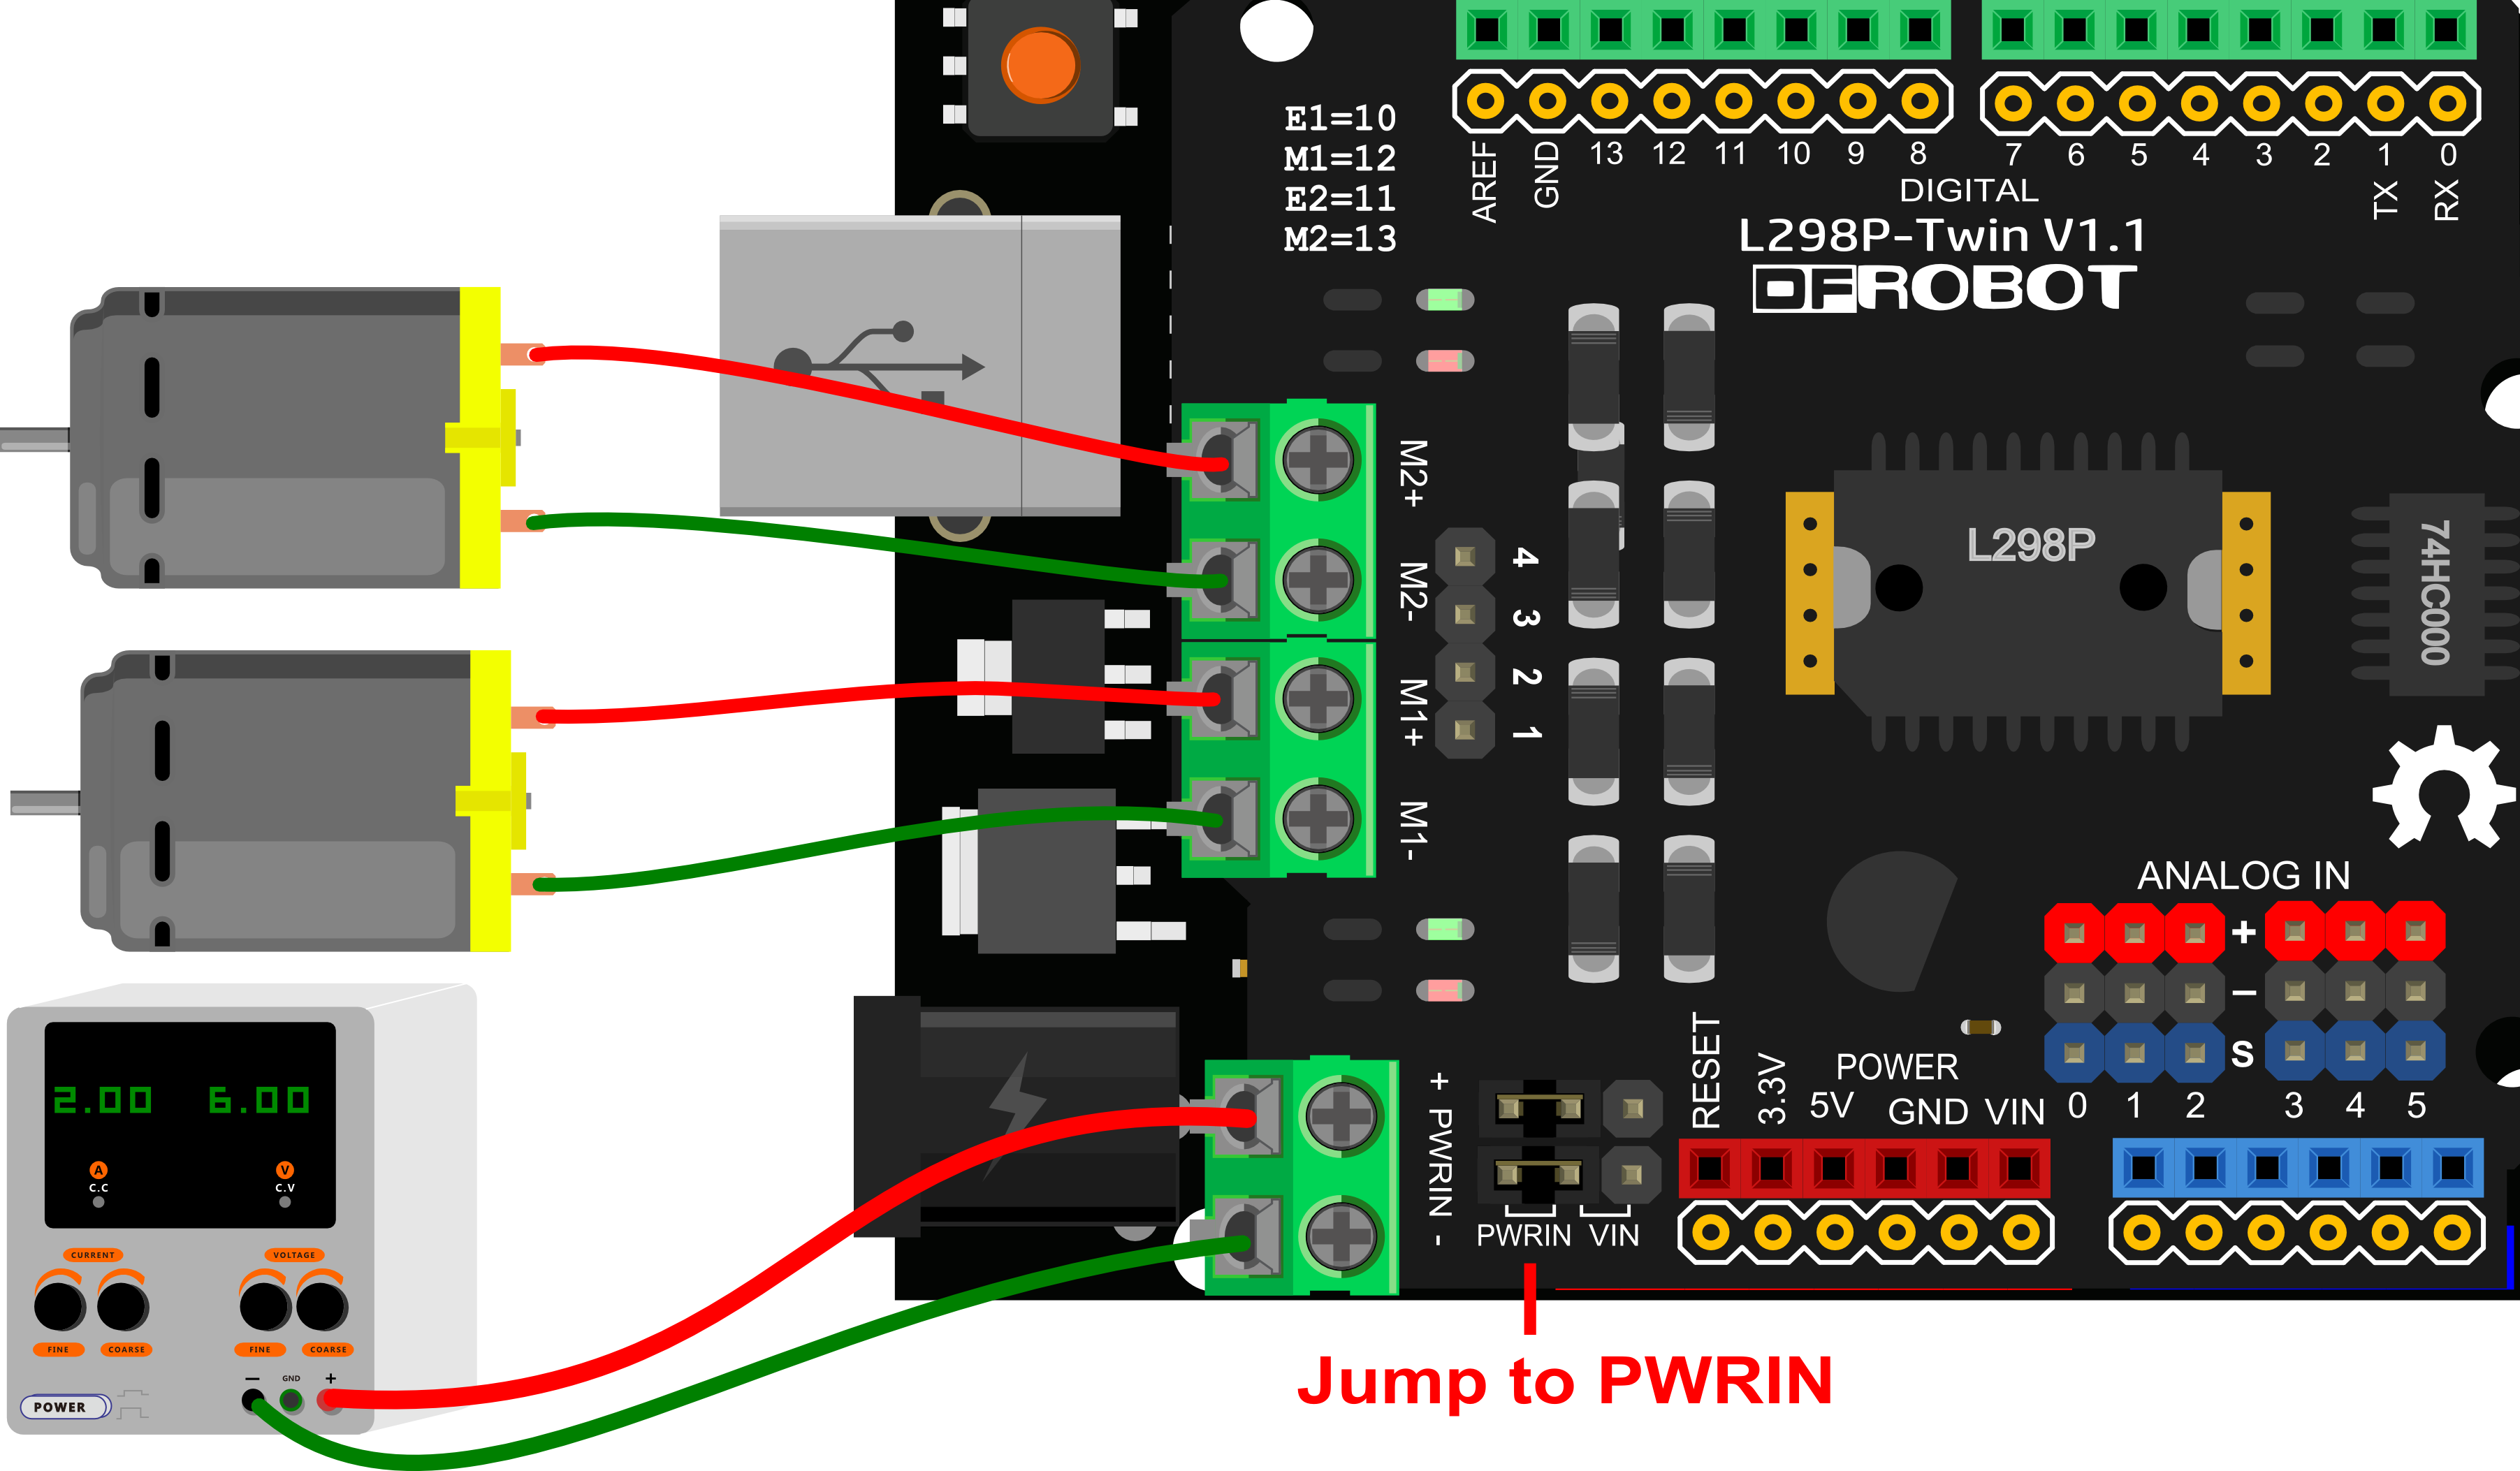 E1=10
M1=12
E2=11
M2=13
AREF GND 13 12 11 10 9 8 7 6 5 4 3 2 1 0
TX RX
DIGITAL
L298P-Twin V1.1
DFROBOT
M2+
M2-
M1+
M1-
4
3
2
1
L298P
74HC000
ANALOG IN
+
–
S
0 1 2 3 4 5
RESET 3.3V 5V GND VIN
POWER
+ PWRIN -
PWRIN VIN
Jump to PWRIN
2.00 6.00
A V
C.C C.V
CURRENT VOLTAGE
FINE COARSE FINE COARSE
– GND +
POWER